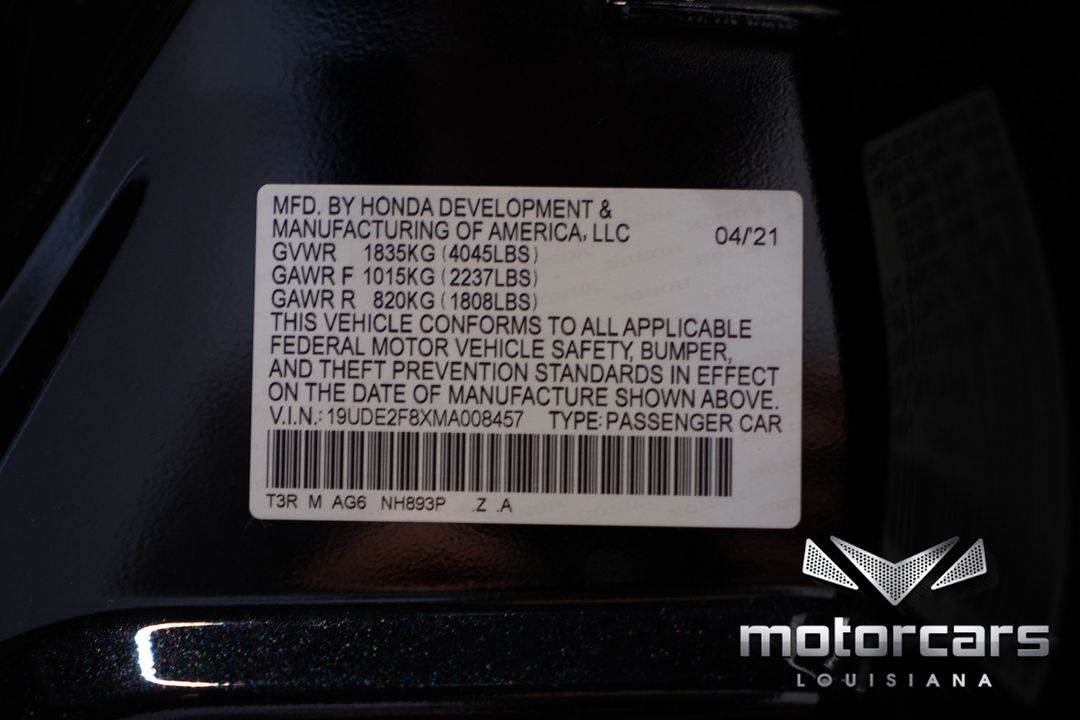 MFD. BY HONDA DEVELOPMENT &
MANUFACTURING OF AMERICA, LLC 04/'21
GVWR 1835KG (4045LBS)
GAWR F 1015KG (2237LBS)
GAWR R 820KG (1808LBS)
THIS VEHICLE CONFORMS TO ALL APPLICABLE
FEDERAL MOTOR VEHICLE SAFETY, BUMPER,
AND THEFT PREVENTION STANDARDS IN EFFECT
ON THE DATE OF MANUFACTURE SHOWN ABOVE.
V.I.N.: 19UDE2F8XMA008457 TYPE: PASSENGER CAR
T3R M AG6 NH893P .Z .A
motorcars
LOUISIANA